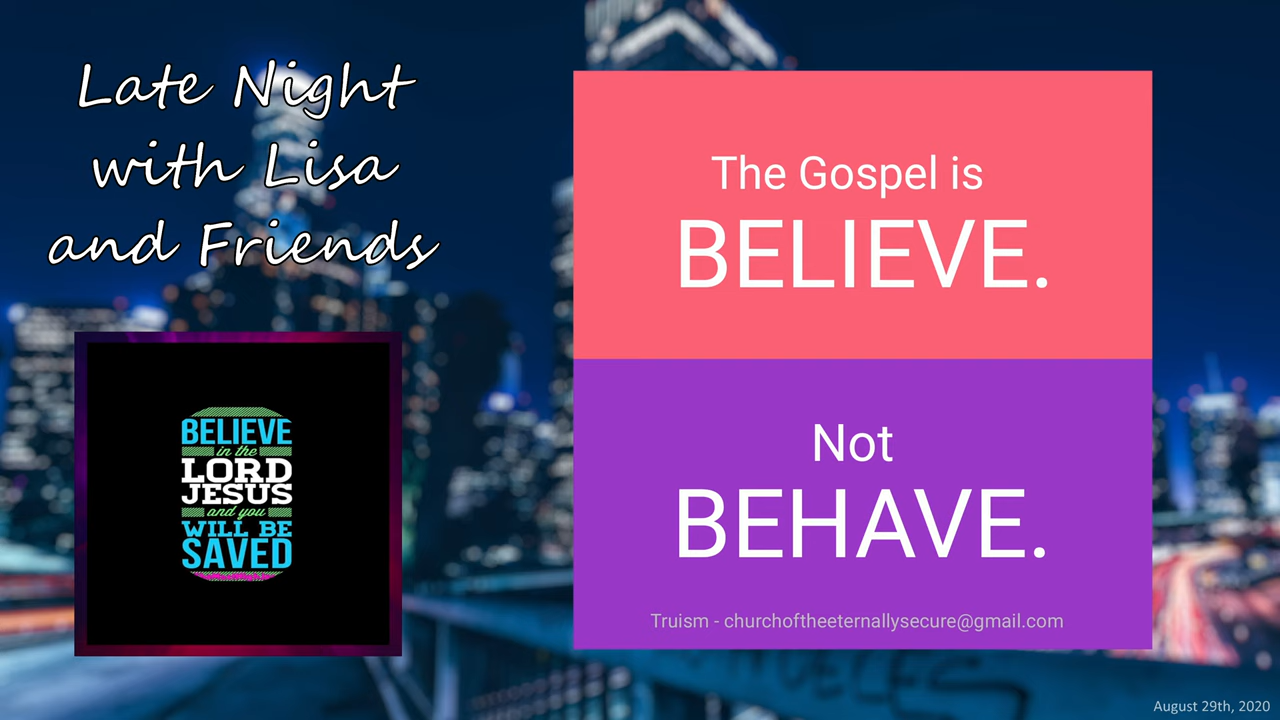 Late Night
with Lisa
and Friends
BELIEVE
in the
LORD
JESUS
and you
WILL BE
SAVED
The Gospel is
BELIEVE.
Not
BEHAVE.
Truism - churchoftheeternallysecure@gmail.com
August 29th, 2020